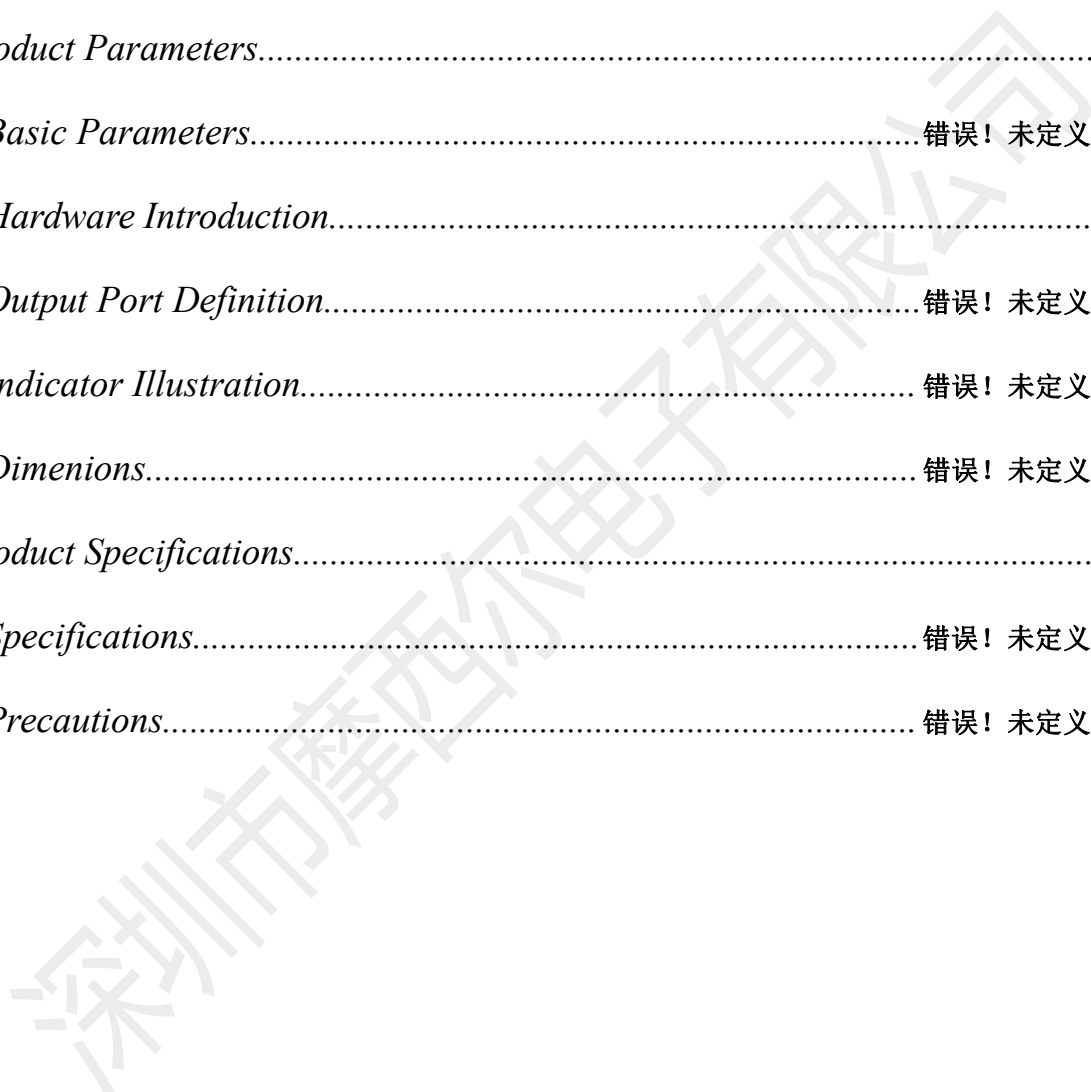 oduct Parameters........................................................................................
Basic Parameters........................................................................错误！未定义
Hardware Introduction................................................................................
Output Port Definition................................................................错误！未定义
ndicator Illustration.................................................................. 错误！未定义
Dimenions................................................................................... 错误！未定义
oduct Specifications....................................................................................
Specifications..............................................................................错误！未定义
Precautions................................................................................. 错误！未定义
深圳市摩西尔电子有限公司